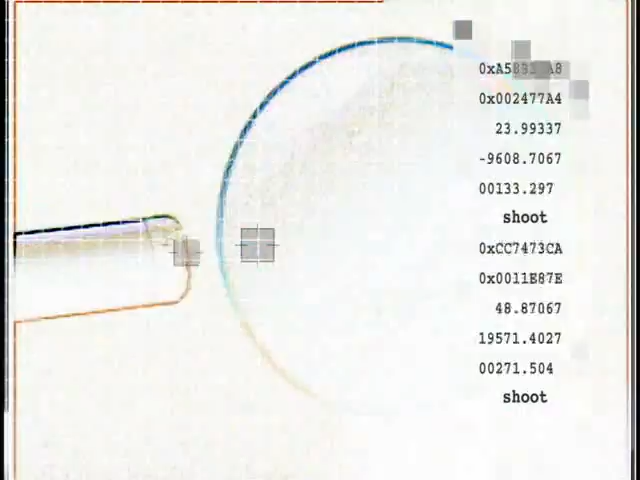 0x002477A4
23.99337
-9608.7067
00133.297
shoot
0xCC7473CA
0x0011E87E
48.87067
19571.4027
00271.504
shoot